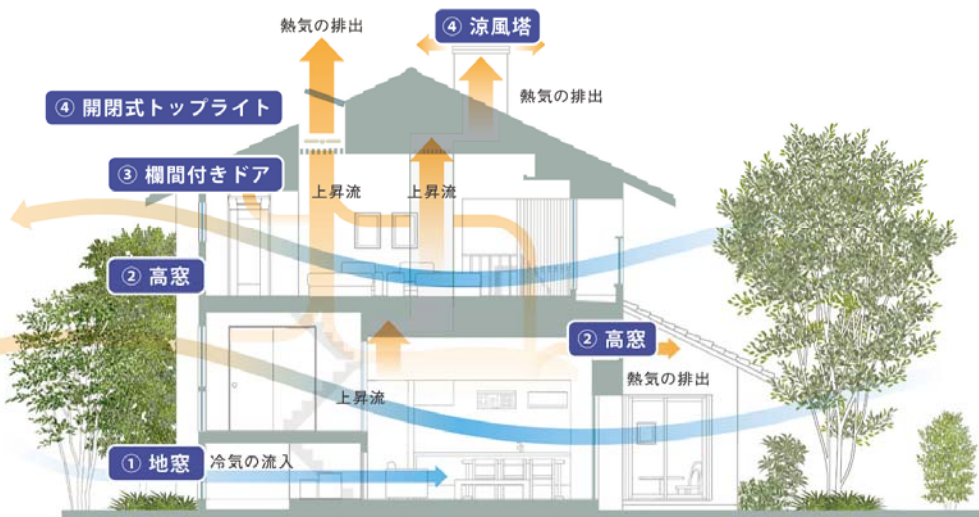 熱気の排出
④ 涼風塔
熱気の排出
④ 開閉式トップライト
③ 欄間付きドア
上昇流
上昇流
② 高窓
② 高窓
熱気の排出
上昇流
① 地窓
冷気の流入